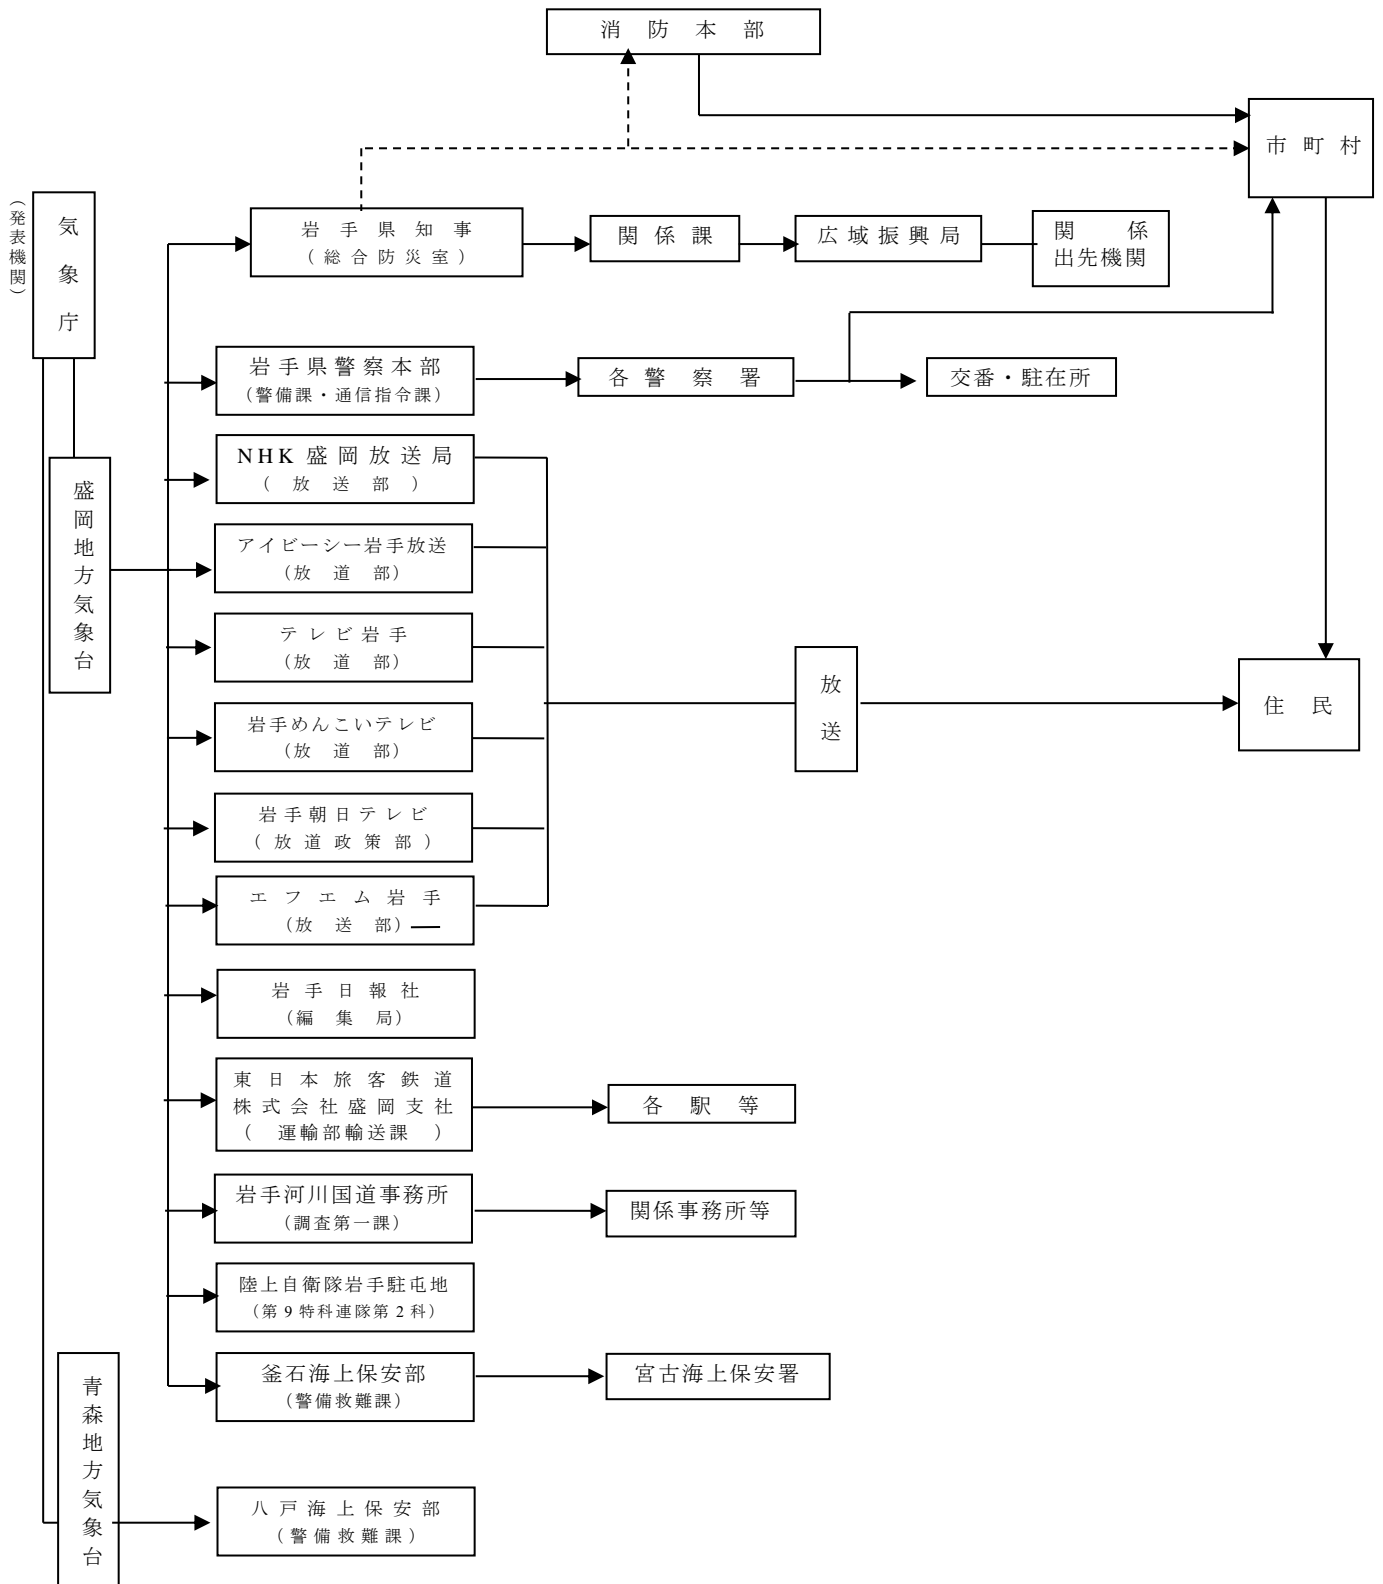 消防本部
市町村
（発表機関）
気象庁
岩手県知事
（総合防災室）
関係課
広域振興局
関係
出先機関
岩手県警察本部
（警備課・通信指令課）
各警察署
交番・駐在所
盛岡地方気象台
NHK 盛岡放送局
（放送部）
アイビーシー岩手放送
（放道部）
テレビ岩手
（放道部）
岩手めんこいテレビ
（放道部）
岩手朝日テレビ
（放道政策部）
エフエム岩手
（放送部）
放送
住民
岩手日報社
（編集局）
東日本旅客鉄道
株式会社盛岡支社
（運輸部輸送課）
各駅等
岩手河川国道事務所
（調査第一課）
関係事務所等
陸上自衛隊岩手駐屯地
（第９特科連隊第２科）
釜石海上保安部
（警備救難課）
宮古海上保安署
青森地方気象台
八戸海上保安部
（警備救難課）